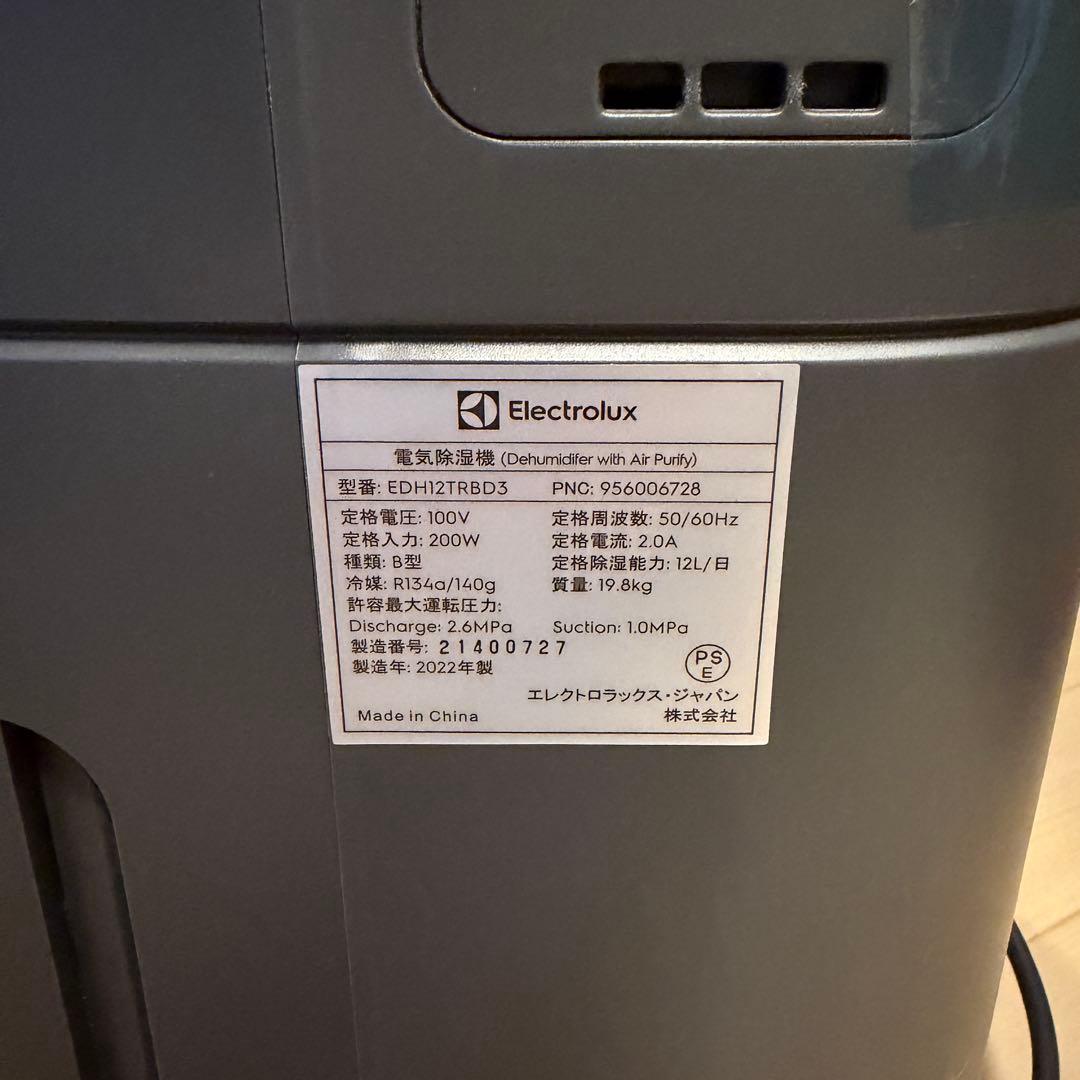 Electrolux
電気除湿機 (Dehumidifer with Air Purify)
型番: EDH12TRBD3 PNC: 956006728
定格電圧: 100V 定格周波数: 50/60Hz
定格入力: 200W 定格電流: 2.0A
種類: B型 定格除湿能力: 12L/日
冷媒: R134a/140g 質量: 19.8kg
許容最大運転圧力:
Discharge: 2.6MPa Suction: 1.0MPa
製造番号: 21400727
製造年: 2022年製
PS
E
エレクトロラックス・ジャパン
Made in China 株式会社